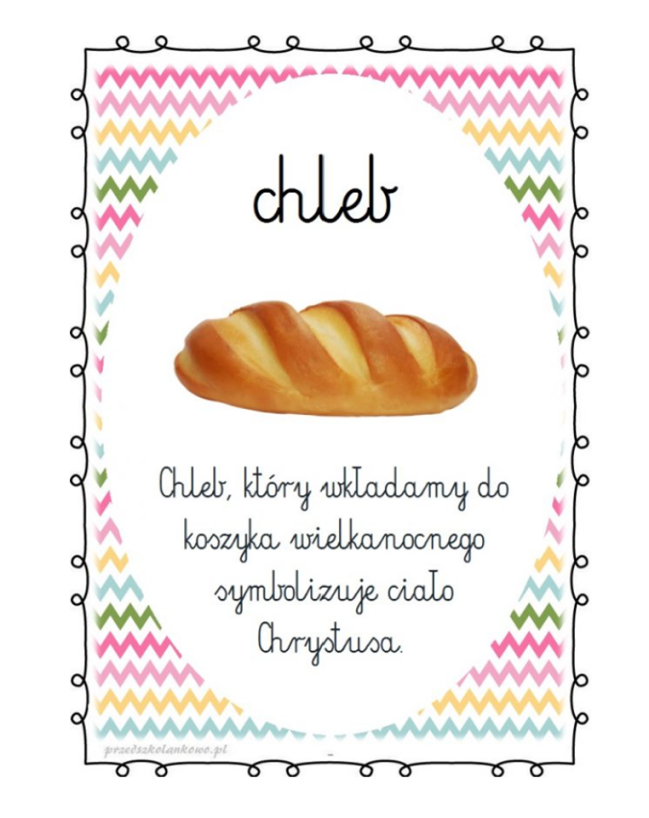 chleb
Chleb, który wkładamy do
koszyka wielkanocnego
symbolizuje ciało
Chrystusa.
przedszkolankowo.pl